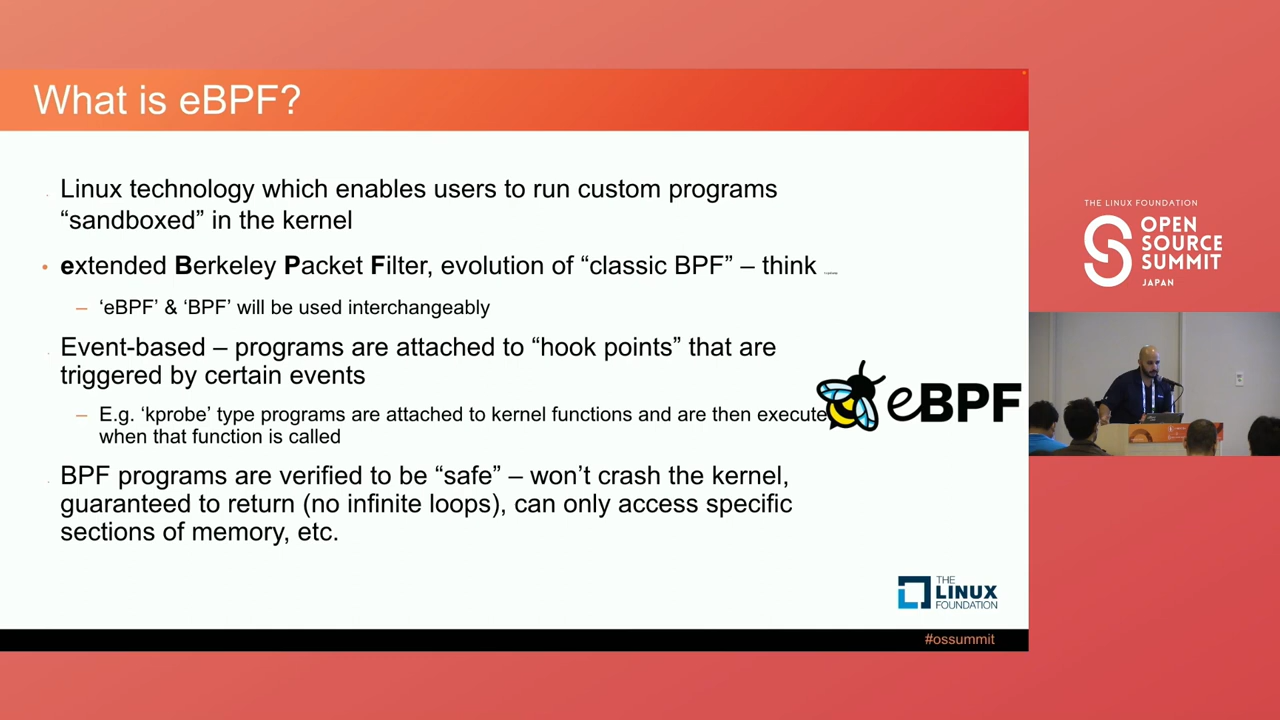 What is eBPF?
Linux technology which enables users to run custom programs
“sandboxed” in the kernel
• extended Berkeley Packet Filter, evolution of “classic BPF” – think
– ‘eBPF’ & ‘BPF’ will be used interchangeably
Event-based – programs are attached to “hook points” that are
triggered by certain events
– E.g. ‘kprobe’ type programs are attached to kernel functions and are then execute
when that function is called
BPF programs are verified to be “safe” – won’t crash the kernel,
guaranteed to return (no infinite loops), can only access specific
sections of memory, etc.
eBPF
THE
LINUX
FOUNDATION
#ossummit
THE LINUX FOUNDATION
OPEN
SOURCE
SUMMIT
JAPAN